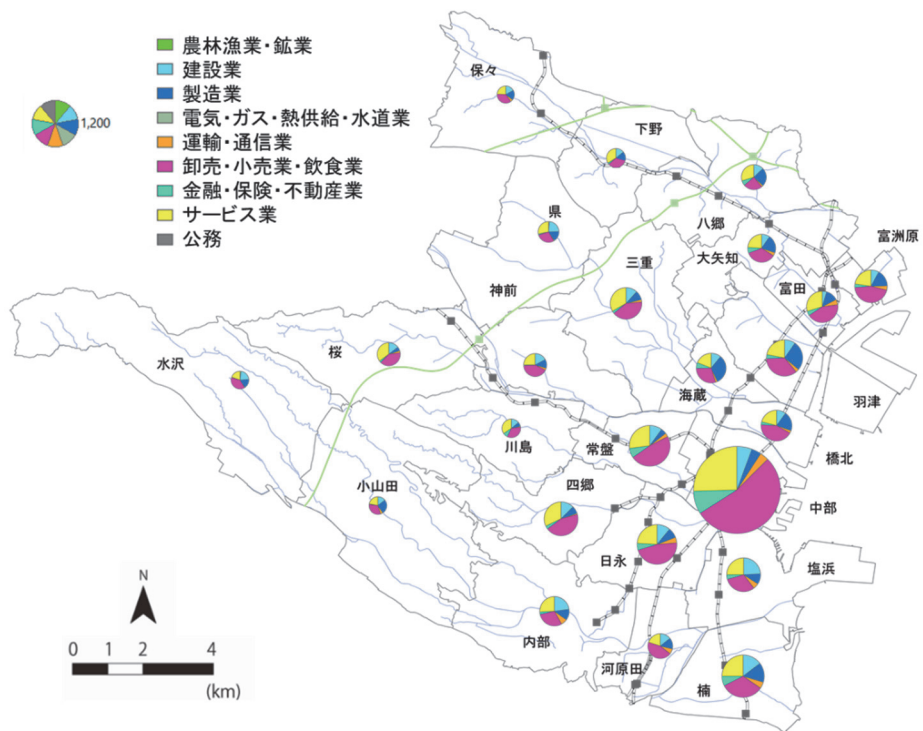 農林漁業・鉱業
建設業
製造業
電気・ガス・熱供給・水道業
運輸・通信業
卸売・小売業・飲食業
金融・保険・不動産業
サービス業
公務
1,200
保々
下野
県
八郷
大矢知
富洲原
三重
富田
神前
桜
水沢
海蔵
羽津
川島
常盤
橋北
小山田
四郷
中部
日永
塩浜
内部
河原田
楠
N
0 1 2 4
(km)